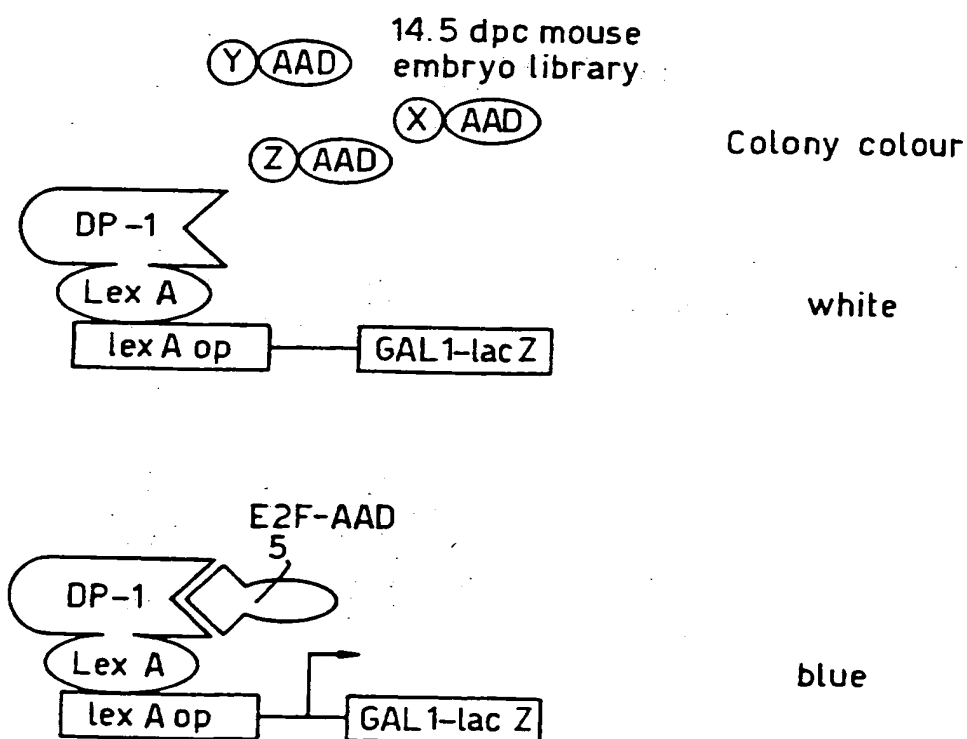 14.5 dpc mouse
embryo library
Y AAD
X AAD
Z AAD
Colony colour
DP-1
Lex A
lex A op
GAL1-lac Z
white
E2F-AAD
5
DP-1
Lex A
lex A op
GAL1-lac Z
blue